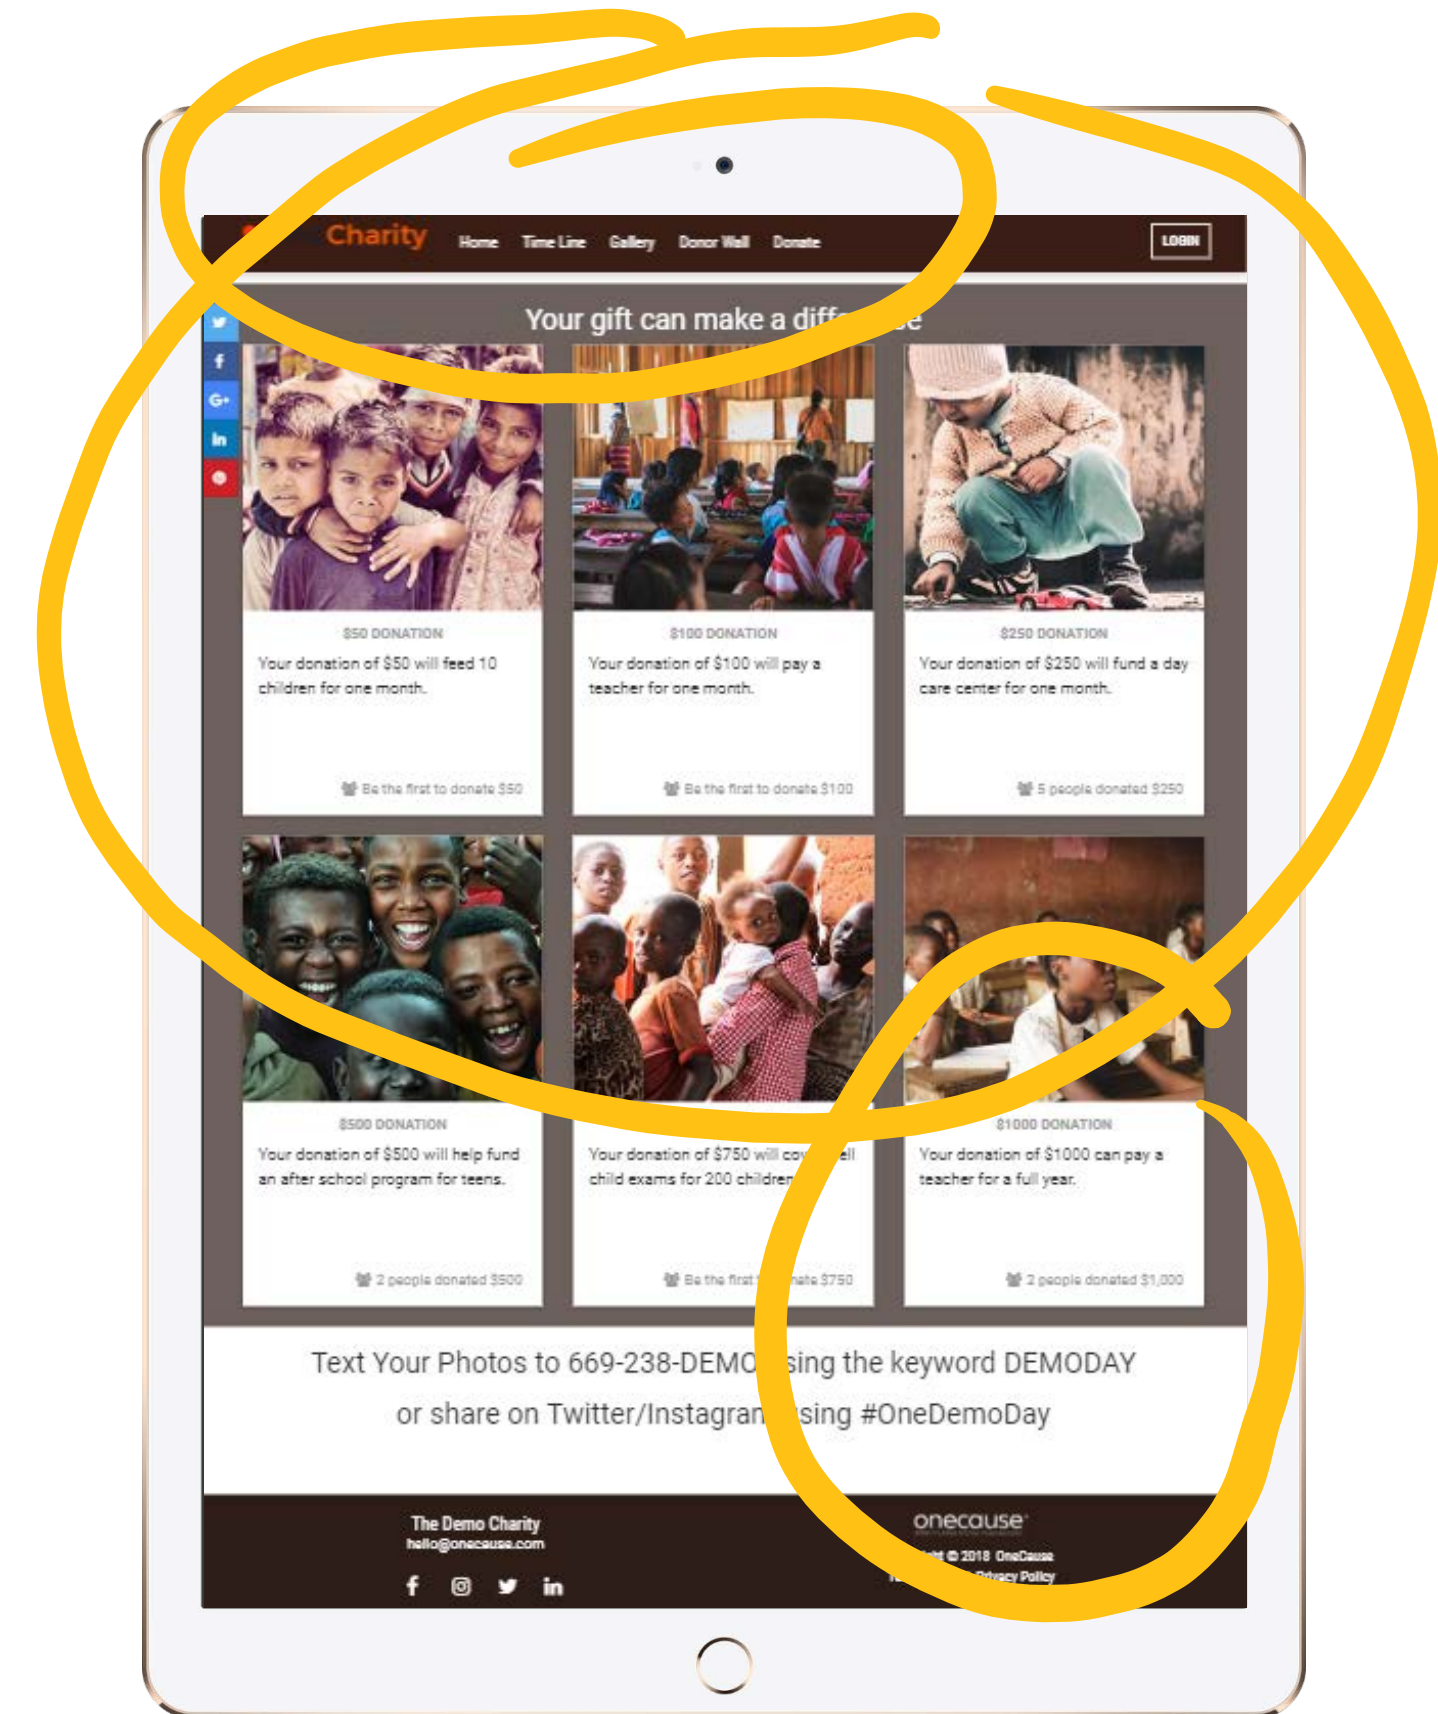 Charity Home Time Line Gallery Donor Wall Donate LOGIN
Your gift can make a
$50 DONATION
Your donation of $50 will feed 10
children for one month.
Be the first to donate $50
$100 DONATION
Your donation of $100 will pay a
teacher for one month.
Be the first to donate $100
$250 DONATION
Your donation of $250 will fund a day
care center for one month.
5 people donated $250
$500 DONATION
Your donation of $500 will help fund
an after school program for teens.
2 people donated $500
Your donation of $750 will
child exams for 200 children
Be the first $750
$1000 DONATION
Your donation of $1000 can pay a
teacher for a full year.
2 people donated $1,000
Text Your Photos to 669-238-DEMO using the keyword DEMODAY
or share on Twitter/Instagram using #OneDemoDay
The Demo Charity
hello@onecause.com
onecause
© 2018 OneCause
Privacy Policy